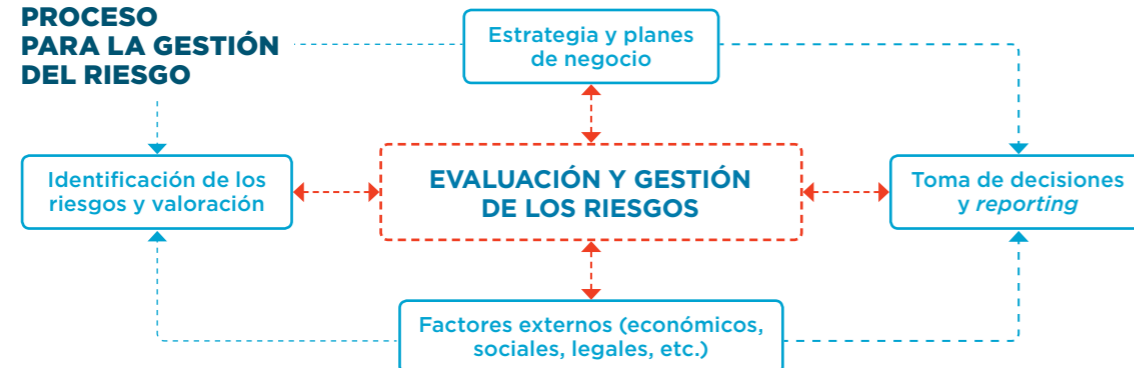 PROCESO
PARA LA GESTIÓN
DEL RIESGO
Estrategia y planes
de negocio
Identificación de los
riesgos y valoración
EVALUACIÓN Y GESTIÓN
DE LOS RIESGOS
Toma de decisiones
y reporting
Factores externos (económicos,
sociales, legales, etc.)